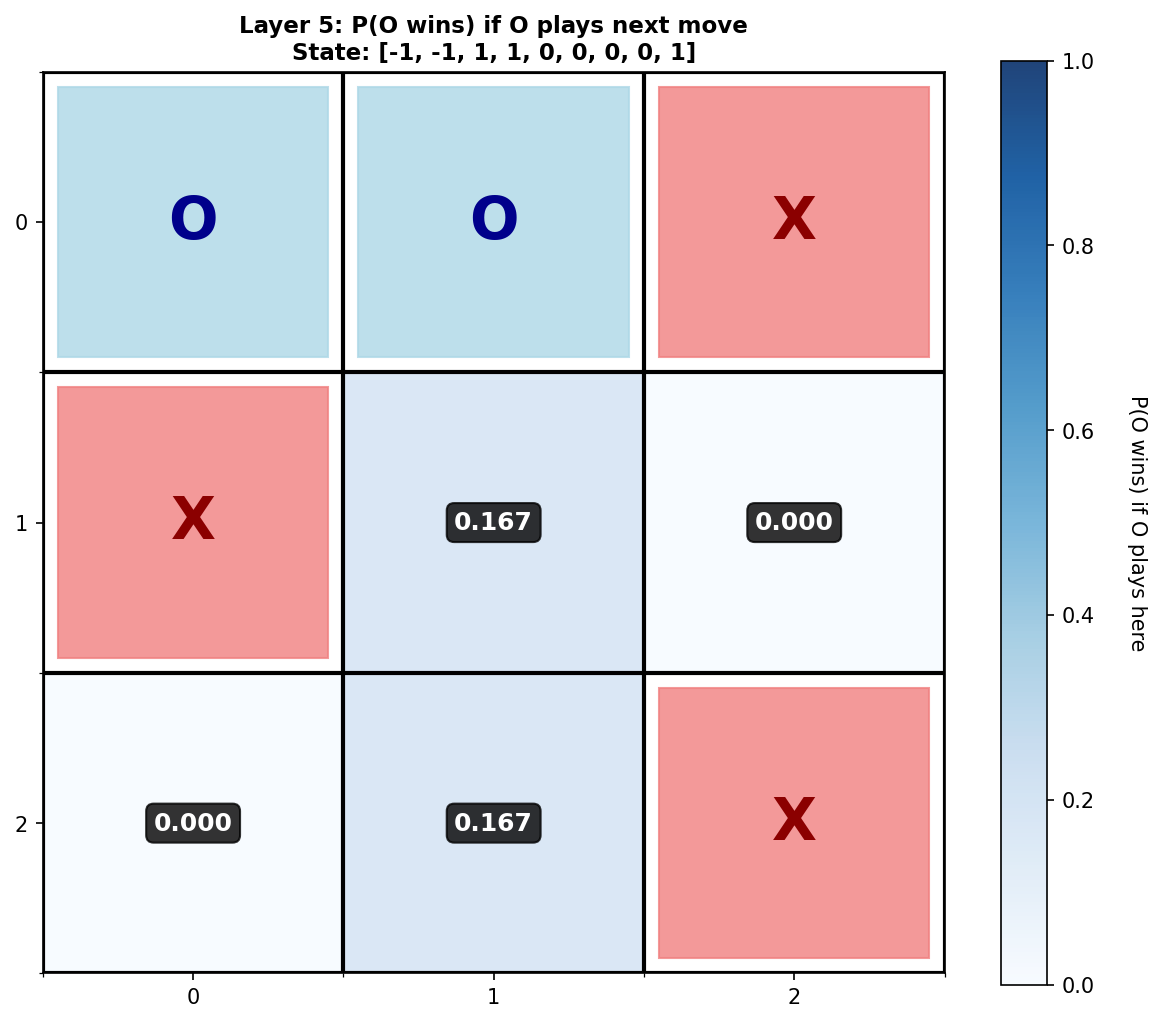 Layer 5: P(O wins) if O plays next move
State: [-1, -1, 1, 1, 0, 0, 0, 0, 1]
0
O
O
X
1
X
0.167
0.000
2
0.000
0.167
X
0
1
2
1.0
0.8
0.6
0.4
0.2
0.0
P(O wins) if O plays here